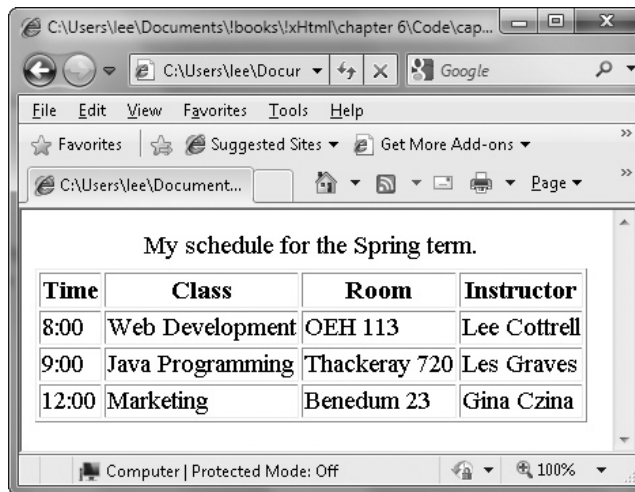 C:\Users\lee\Documents\!books\!xHtml\chapter 6\Code\cap...
C:\Users\lee\Docur
Google
File Edit View Favorites Tools Help
Favorites Suggested Sites Get More Add-ons
C:\Users\lee\Document... Page
My schedule for the Spring term.
Time Class Room Instructor
8:00 Web Development OEH 113 Lee Cottrell
9:00 Java Programming Thackeray 720 Les Graves
12:00 Marketing Benedum 23 Gina Czina
Computer | Protected Mode: Off 100%